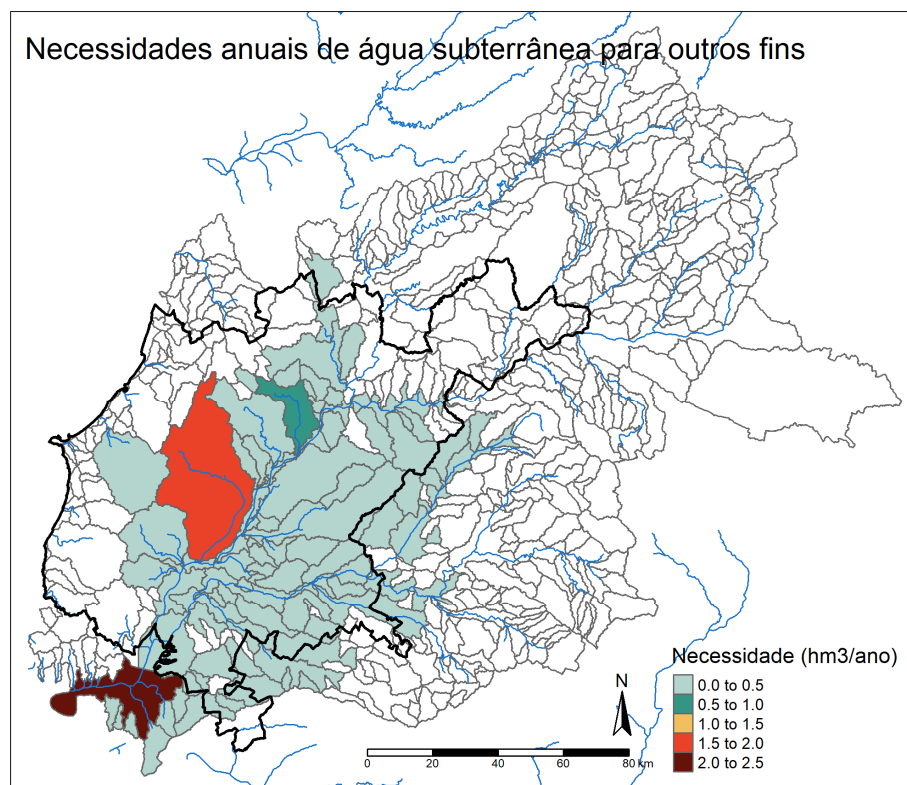 Necessidades anuais de água subterrânea para outros fins
Necessidade (hm3/ano)
0.0 to 0.5
0.5 to 1.0
1.0 to 1.5
1.5 to 2.0
2.0 to 2.5
N
0 20 40 60 80 km